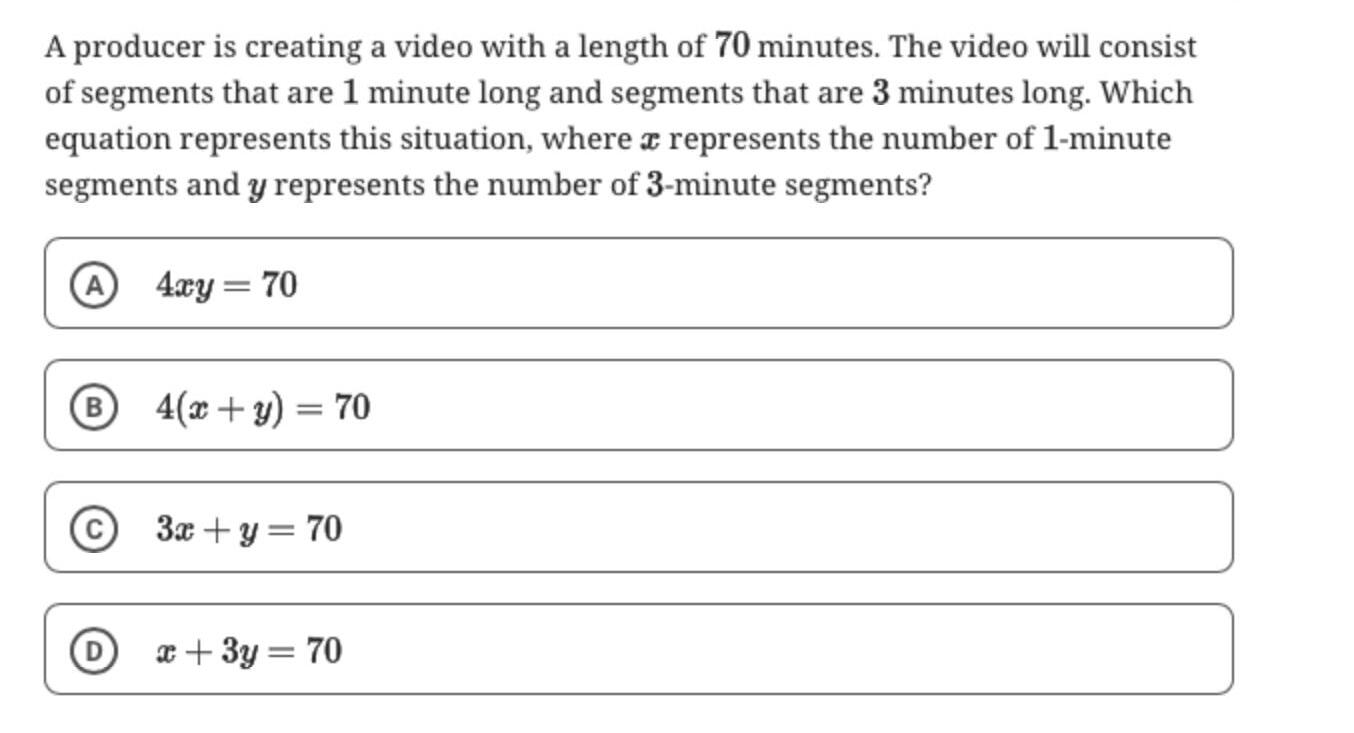 A producer is creating a video with a length of 70 minutes. The video will consist
of segments that are 1 minute long and segments that are 3 minutes long. Which
equation represents this situation, where x represents the number of 1-minute
segments and y represents the number of 3-minute segments?
A 4xy = 70
B 4(x + y) = 70
C 3x + y = 70
D x + 3y = 70